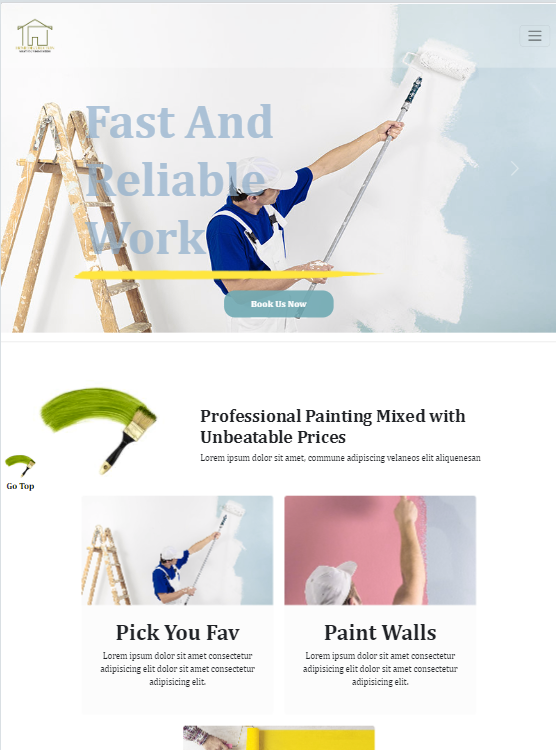 Fast And
Reliable
Work
Book Us Now
Professional Painting Mixed with
Unbeatable Prices
Lorem ipsum dolor sit amet, commune adipiscing velaneos elit aliquenesan
Go Top
Pick You Fav
Lorem ipsum dolor sit amet consectetur
adipisicing elit dolor sit amet consectetur
adipisicing elit.
Paint Walls
Lorem ipsum dolor sit amet consectetur
adipisicing elit dolor sit amet consectetur
adipisicing elit.